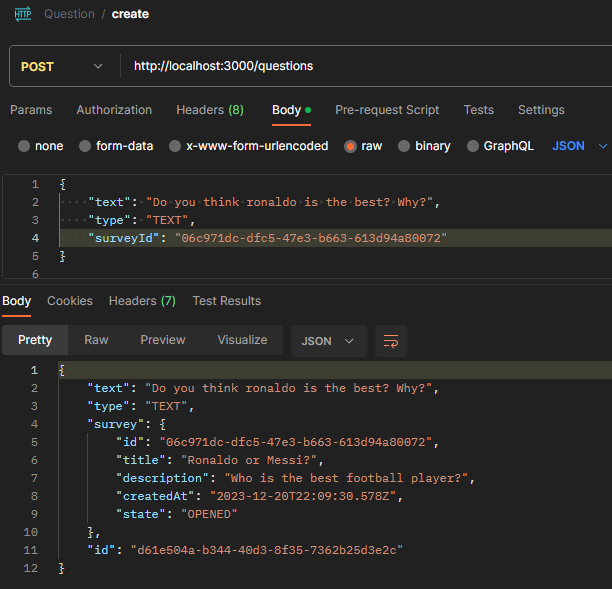 HTTP Question / create
POST http://localhost:3000/questions
Params Authorization Headers (8) Body Pre-request Script Tests Settings
none form-data x-www-form-urlencoded raw binary GraphQL JSON
1 {
2 "text": "Do you think ronaldo is the best? Why?",
3 "type": "TEXT",
4 "surveyId": "06c971dc-dfc5-47e3-b663-613d94a80072"
5 }
6
Body Cookies Headers (7) Test Results
Pretty Raw Preview Visualize JSON
1 {
2 "text": "Do you think ronaldo is the best? Why?",
3 "type": "TEXT",
4 "survey": {
5 "id": "06c971dc-dfc5-47e3-b663-613d94a80072",
6 "title": "Ronaldo or Messi?",
7 "description": "Who is the best football player?",
8 "createdAt": "2023-12-20T22:09:30.578Z",
9 "state": "OPENED"
10 },
11 "id": "d61e504a-b344-40d3-8f35-7362b25d3e2c"
12 }